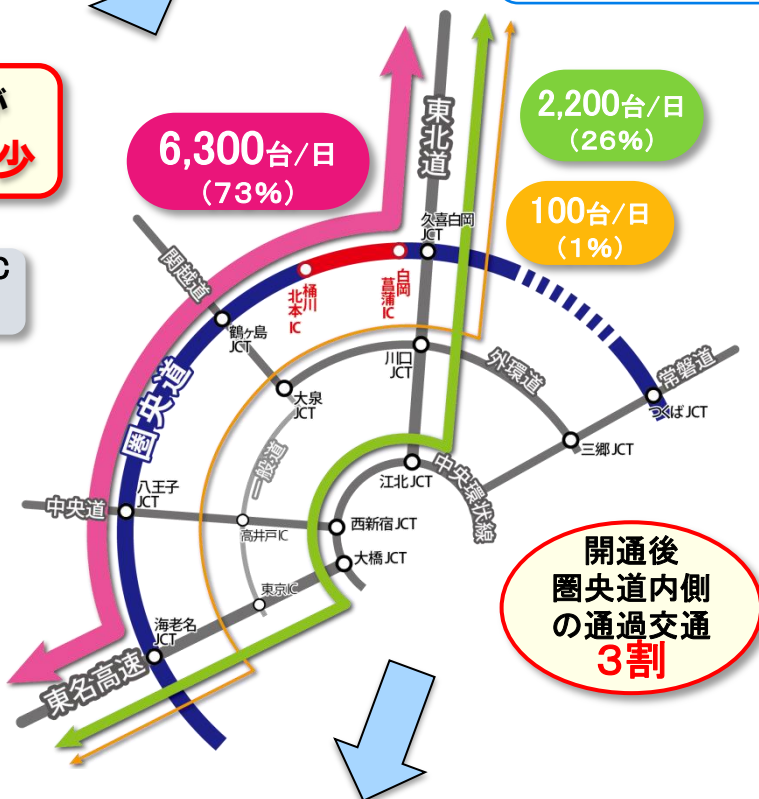 が
少
C
6,300台/日
（73%）
2,200台/日
（26%）
100台/日
（1%）
東北道
久喜白岡
JCT
関越道
桶川
北本IC
白岡
菖蒲IC
鶴ヶ島
JCT
川口
JCT
外環道
常磐道
つくばJCT
大泉
JCT
圏央道
一般道
三郷JCT
中央環状線
江北JCT
八王子
JCT
中央道
高井戸IC
西新宿JCT
大橋JCT
東京IC
海老名
JCT
東名高速
開通後
圏央道内側
の通過交通
３割